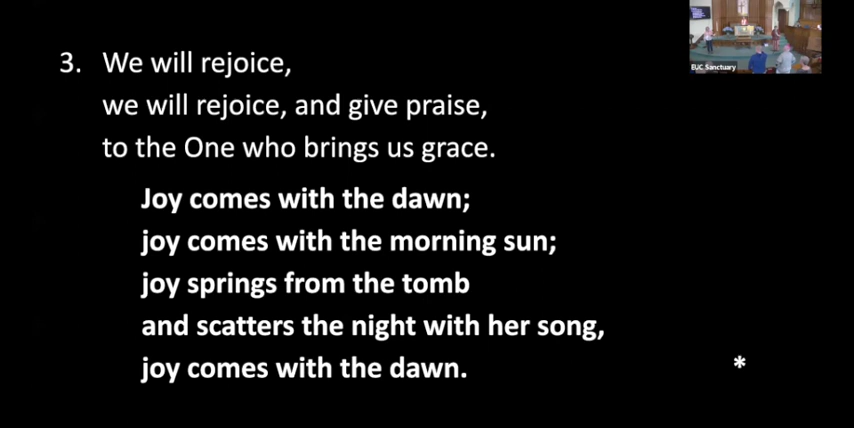 3. We will rejoice,
we will rejoice, and give praise,
to the One who brings us grace.
Joy comes with the dawn;
joy comes with the morning sun;
joy springs from the tomb
and scatters the night with her song,
joy comes with the dawn.
*
EUC Sanctuary